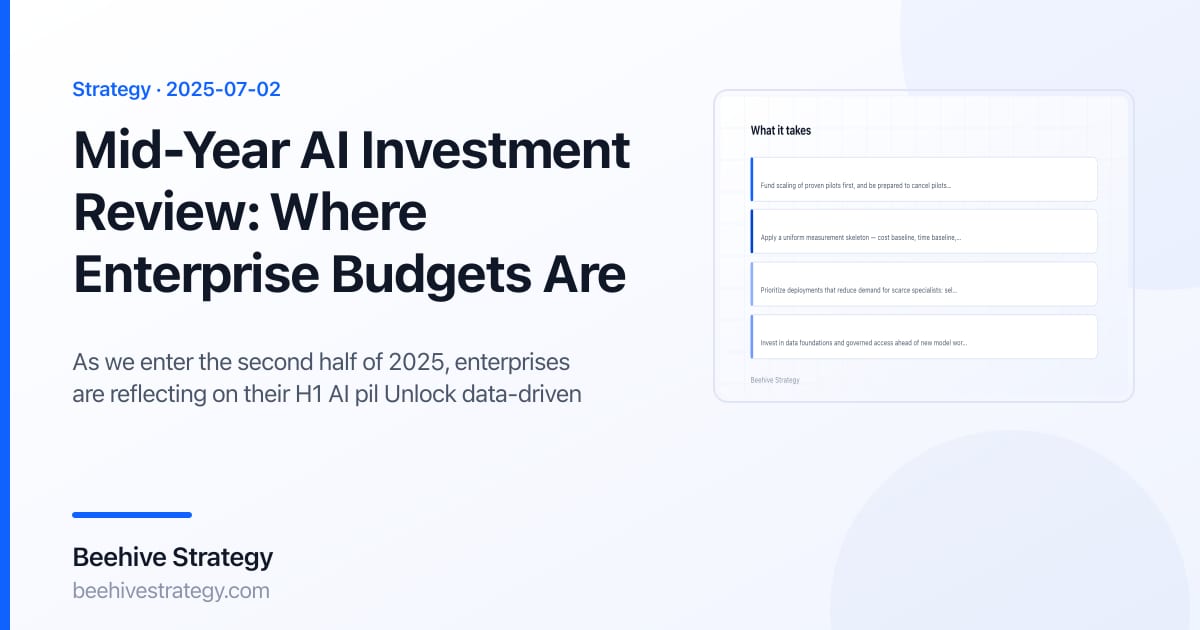 Strategy · 2025-07-02
Mid-Year AI Investment
Review: Where
Enterprise Budgets Are
As we enter the second half of 2025, enterprises
are reflecting on their H1 AI pil Unlock data-driven
Beehive Strategy
beehivestrategy.com
What it takes
Fund scaling of proven pilots first, and be prepared to cancel pilots...
Apply a uniform measurement skeleton — cost baseline, time baseline,...
Prioritize deployments that reduce demand for scarce specialists: sel...
Invest in data foundations and governed access ahead of new model wor...
Beehive Strategy